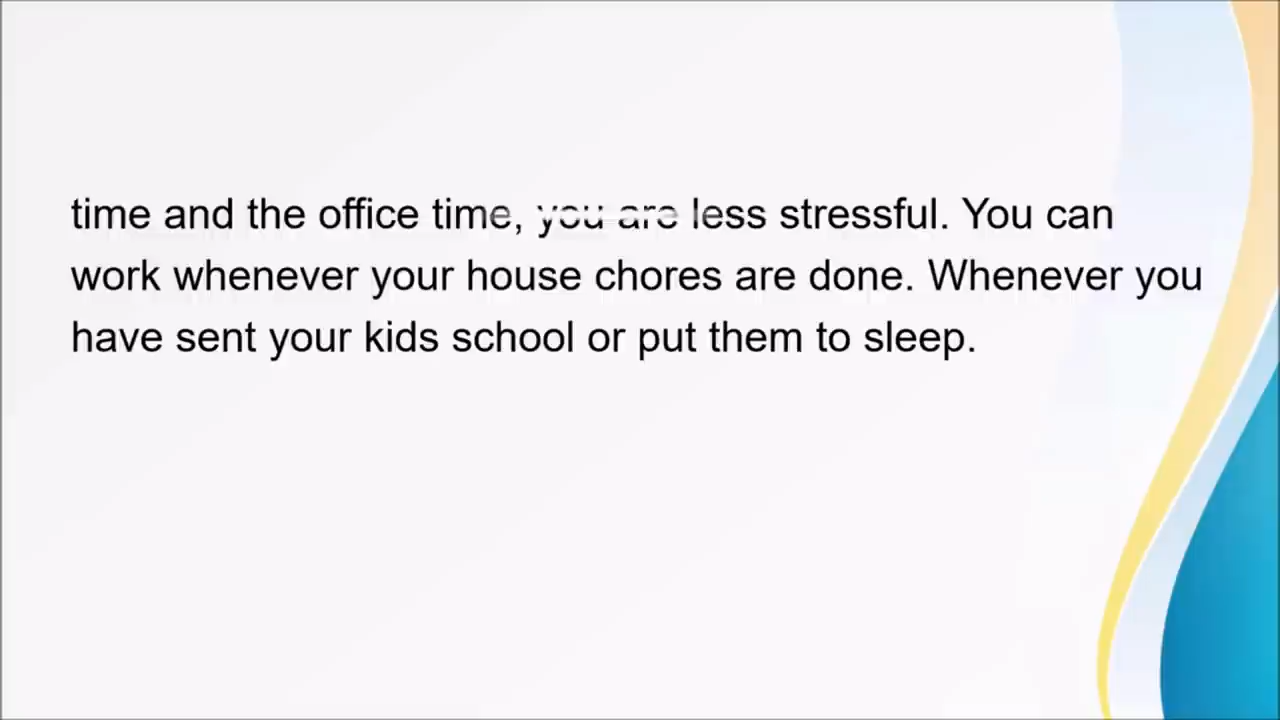 time and the office time, you are less stressful. You can
work whenever your house chores are done. Whenever you
have sent your kids school or put them to sleep.